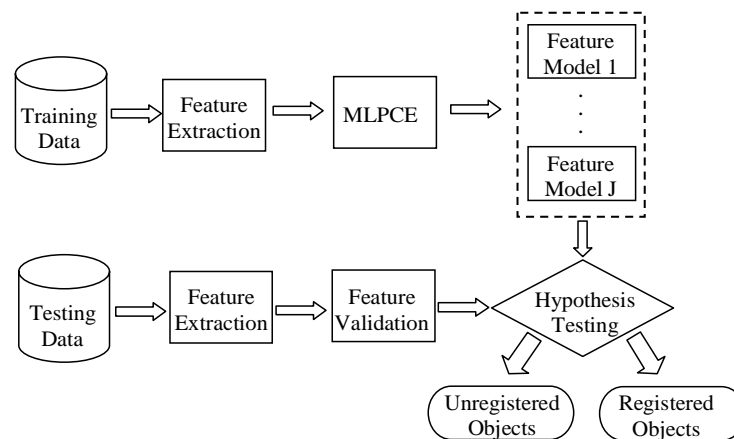 Training
Data
Feature
Extraction
MLPCE
Feature
Model 1
.
.
.
Feature
Model J
Testing
Data
Feature
Extraction
Feature
Validation
Hypothesis
Testing
Unregistered
Objects
Registered
Objects